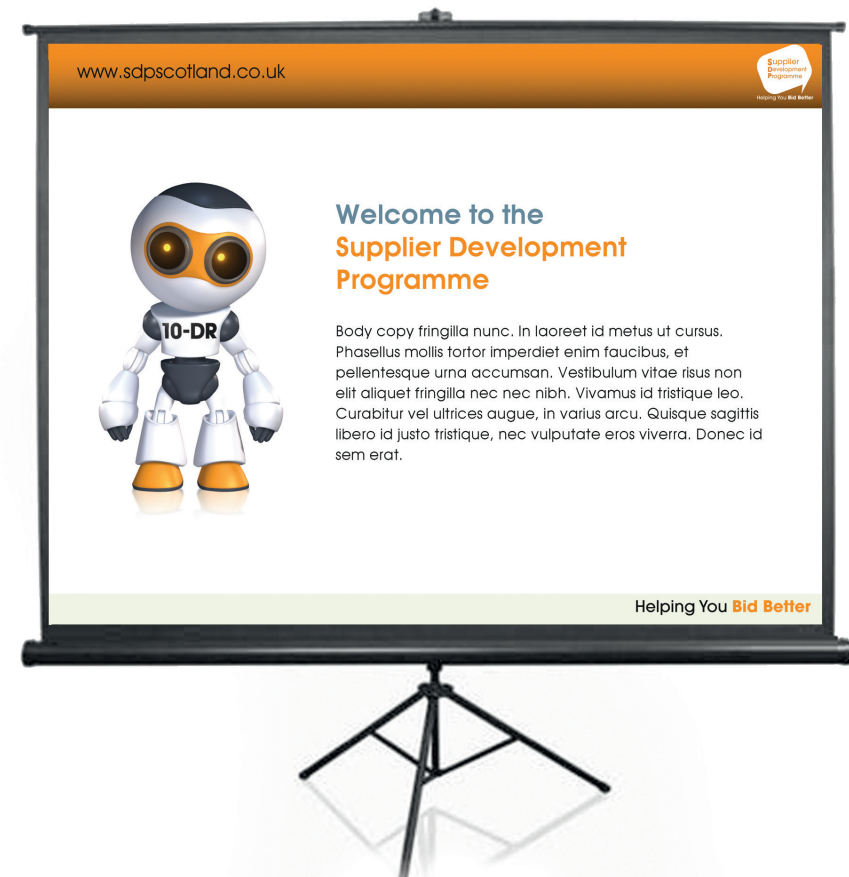 www.sdpscotland.co.uk
Supplier
Development
Programme
Helping You Bid Better
Welcome to the
Supplier Development
Programme
10-DR
Body copy fringilla nunc. In laoreet id metus ut cursus.
Phasellus mollis tortor imperdiet enim faucibus, et
pellentesque urna accumsan. Vestibulum vitae risus non
elit aliquet fringilla nec nec nibh. Vivamus id tristique leo.
Curabitur vel ultrices augue, in varius arcu. Quisque sagittis
libero id justo tristique, nec vulputate eros viverra. Donec id
sem erat.
Helping You Bid Better